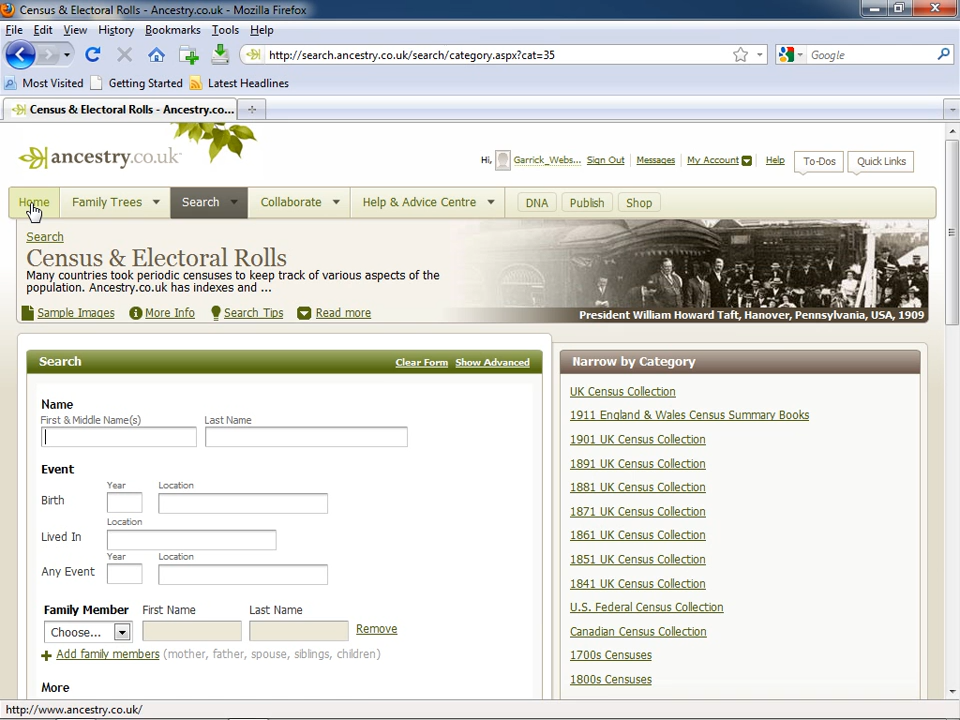 Census & Electoral Rolls - Ancestry.co.uk - Mozilla Firefox
File Edit View History Bookmarks Tools Help
http://search.ancestry.co.uk/search/category.aspx?cat=35
Google
Most Visited Getting Started Latest Headlines
Census & Electoral Rolls - Ancestry.co....
ancestry.co.uk
Hi, Garrick_Webs... Sign Out Messages My Account Help To-Dos Quick Links
Home Family Trees Search Collaborate Help & Advice Centre DNA Publish Shop
Search
Census & Electoral Rolls
Many countries took periodic censuses to keep track of various aspects of the
population. Ancestry.co.uk has indexes and ...
Sample Images More Info Search Tips Read more
President William Howard Taft, Hanover, Pennsylvania, USA, 1909
Search Clear Form Show Advanced
Name
First & Middle Name(s) Last Name
Event
Year Location
Birth
Location
Lived In
Year Location
Any Event
Family Member First Name Last Name
Choose... Remove
Add family members (mother, father, spouse, siblings, children)
More
Narrow by Category
UK Census Collection
1911 England & Wales Census Summary Books
1901 UK Census Collection
1891 UK Census Collection
1881 UK Census Collection
1871 UK Census Collection
1861 UK Census Collection
1851 UK Census Collection
1841 UK Census Collection
U.S. Federal Census Collection
Canadian Census Collection
1700s Censuses
1800s Censuses
http://www.ancestry.co.uk/